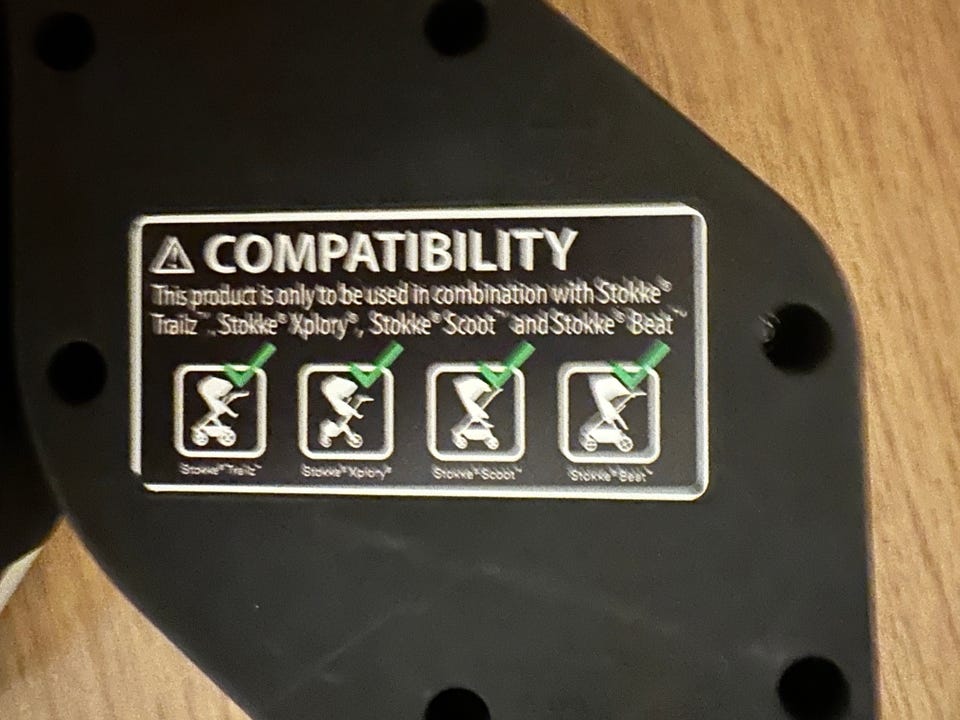 COMPATIBILITY
This product is only to be used in combination with Stokke®
Trailz™, Stokke® Xplory®, Stokke® Scoot™ and Stokke® Beat™
Stokke® Trailz™ Stokke® Xplory® Stokke® Scoot™ Stokke® Beat™